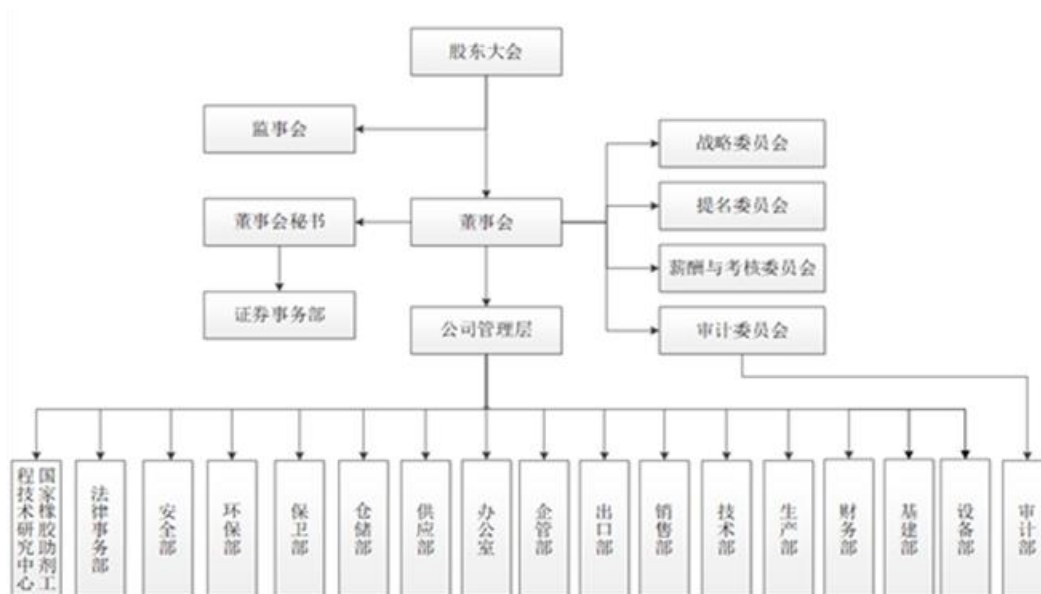 股东大会
监事会
战略委员会
提名委员会
董事会秘书
董事会
薪酬与考核委员会
证券事务部
公司管理层
审计委员会
国家橡胶助剂工
程技术研究中心
法律事务部
安全部
环保部
保卫部
仓储部
供应部
办公室
企管部
出口部
销售部
技术部
生产部
财务部
基建部
设备部
审计部